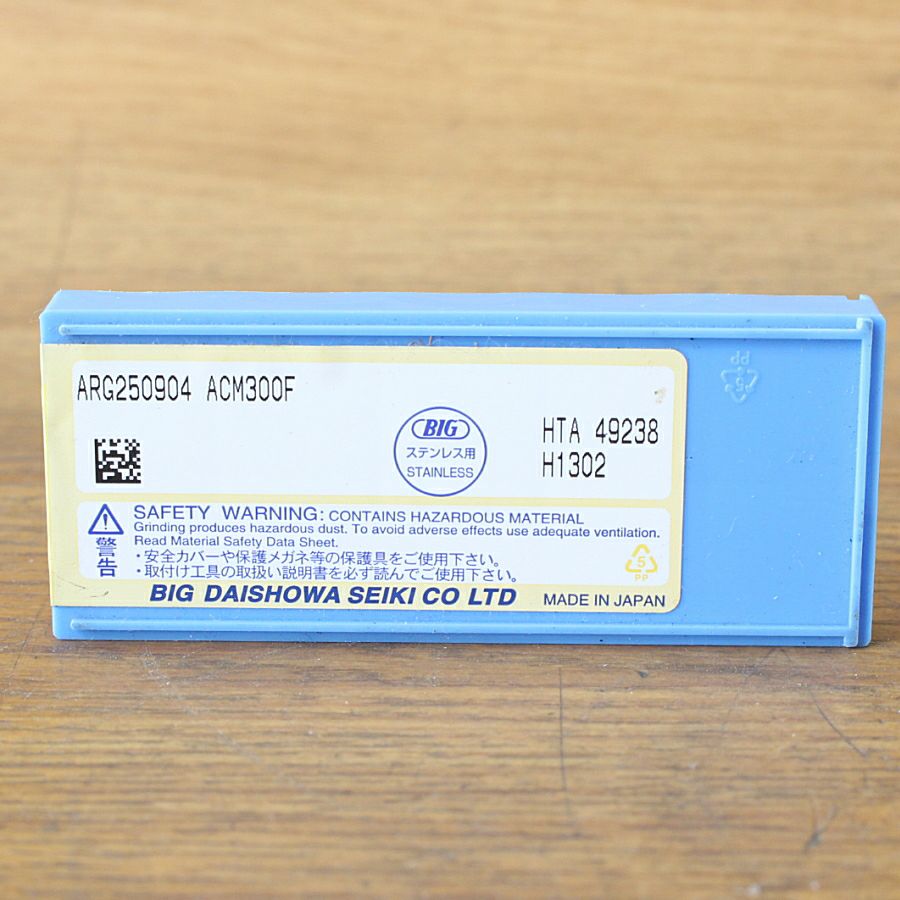 ARG250904 ACM300F
BIG
ステンレス用
STAINLESS
HTA 49238
H1302
警告
SAFETY WARNING: CONTAINS HAZARDOUS MATERIAL
Grinding produces hazardous dust. To avoid adverse effects use adequate ventilation.
Read Material Safety Data Sheet.
・安全カバーや保護メガネ等の保護具をご使用下さい。
・取付け工具の取扱い説明書を必ず読んでご使用下さい。
5
PP
BIG DAISHOWA SEIKI CO LTD
MADE IN JAPAN
5
PP